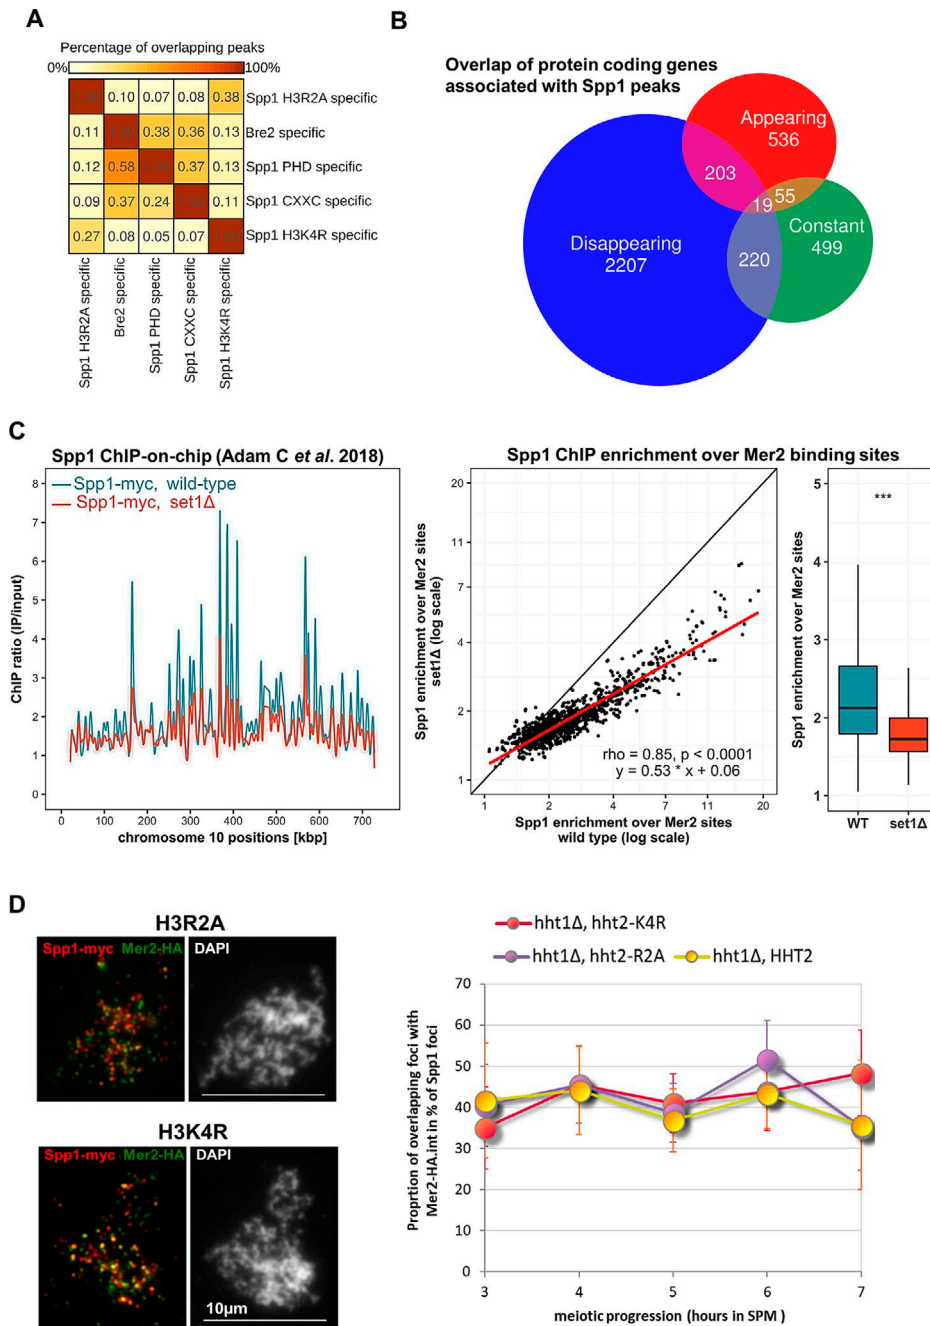 A
Percentage of overlapping peaks
0% 100%
0.10 0.07 0.08 0.38 Spp1 H3R2A specific
0.11 0.38 0.36 0.13 Bre2 specific
0.12 0.58 0.37 0.13 Spp1 PHD specific
0.09 0.37 0.24 0.11 Spp1 CXXC specific
0.27 0.08 0.05 0.07 Spp1 H3K4R specific
Spp1 H3R2A specific
Bre2 specific
Spp1 PHD specific
Spp1 CXXC specific
Spp1 H3K4R specific
B
Overlap of protein coding genes
associated with Spp1 peaks
Appearing
536
203
55
19
Constant
499
Disappearing
2207
220
C
Spp1 ChIP-on-chip (Adam C et al. 2018)
Spp1-myc, wild-type
Spp1-myc, set1Δ
ChIP ratio (IP/input)
8
7
6
5
4
3
2
1
0
0 100 200 300 400 500 600 700
chromosome 10 positions [kbp]
Spp1 ChIP enrichment over Mer2 binding sites
Spp1 enrichment over Mer2 sites
set1Δ (log scale)
20
11
7
4
2
1
rho = 0.85, p < 0.0001
y = 0.53 * x + 0.06
1 2 4 7 11 20
Spp1 enrichment over Mer2 sites
wild type (log scale)
Spp1 enrichment over Mer2 sites
5
4
3
2
1
***
WT set1Δ
D
H3R2A
Spp1-myc Mer2-HA DAPI
H3K4R
Spp1-myc Mer2-HA DAPI
10µm
hht1Δ, hht2-K4R
hht1Δ, hht2-R2A hht1Δ, HHT2
Proprtion of overlapping foci with
Mer2-HA.int in % of Spp1 foci
70
60
50
40
30
20
10
0
3 4 5 6 7
meiotic progression (hours in SPM )